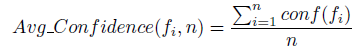 Avg_Confidence(f_i, n) = \frac{\sum_{i=1}^{n} conf(f_i)}{n}